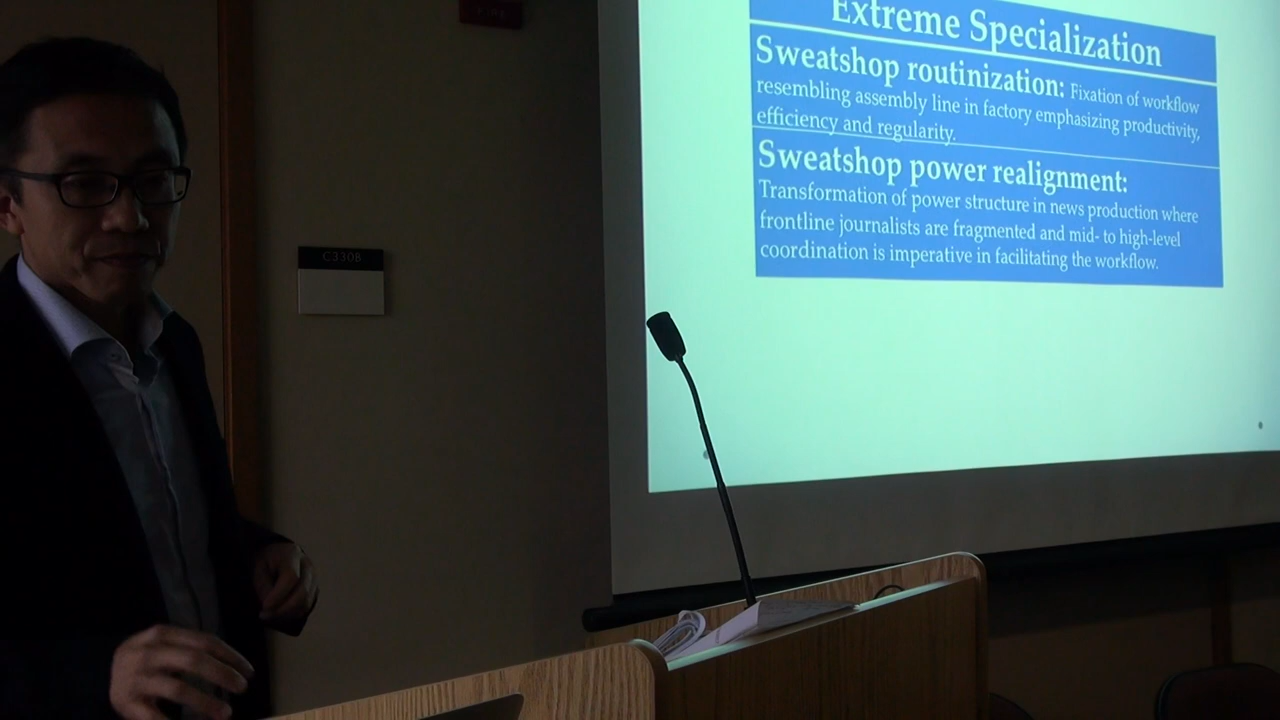 Extreme Specialization
Sweatshop routinization: Fixation of workflow
resembling assembly line in factory emphasizing productivity,
efficiency and regularity.
Sweatshop power realignment:
Transformation of power structure in news production where
frontline journalists are fragmented and mid- to high-level
coordination is imperative in facilitating the workflow.
C330B